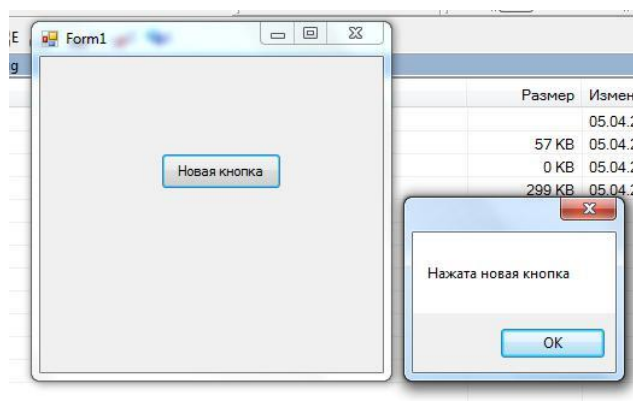 E
Form1
g
Размер Измен
05.04.2
57 KB 05.04.2
0 KB 05.04.2
299 KB 05.04.2
Новая кнопка
Нажата новая кнопка
OK